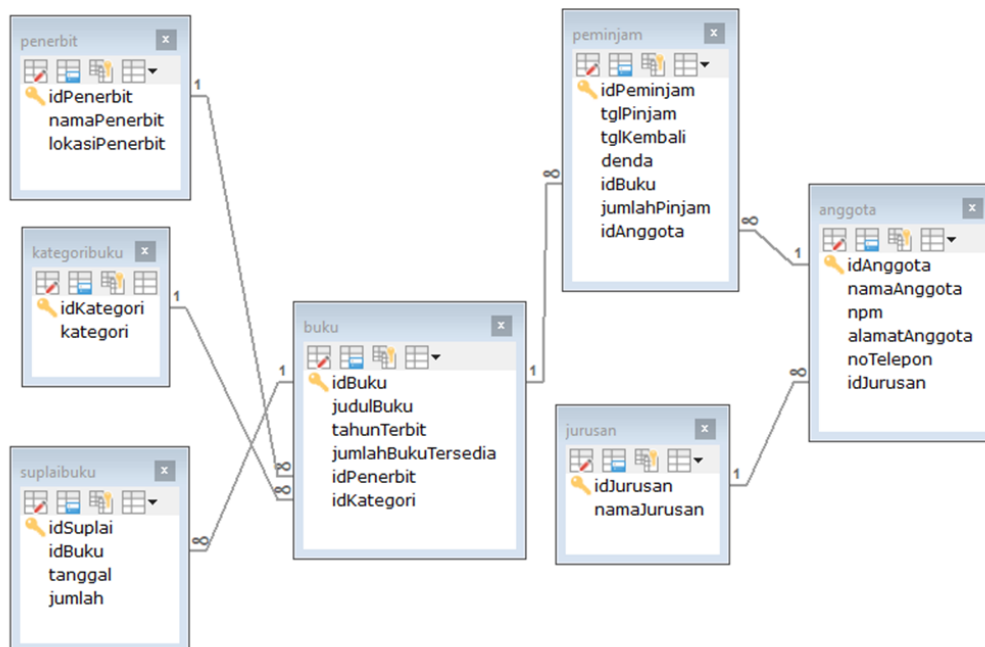 penerbit
idPenerbit
namaPenerbit
lokasiPenerbit
1
kategoribuku
idKategori
kategori
1
suplaibuku
idSuplai
idBuku
tanggal
jumlah
∞
buku
idBuku
judulBuku
tahunTerbit
jumlahBukuTersedia
idPenerbit
idKategori
1
∞
∞
1
peminjam
idPeminjam
tglPinjam
tglKembali
denda
idBuku
jumlahPinjam
idAnggota
∞
∞
jurusan
idJurusan
namaJurusan
1
anggota
idAnggota
namaAnggota
npm
alamatAnggota
noTelepon
idJurusan
1
∞